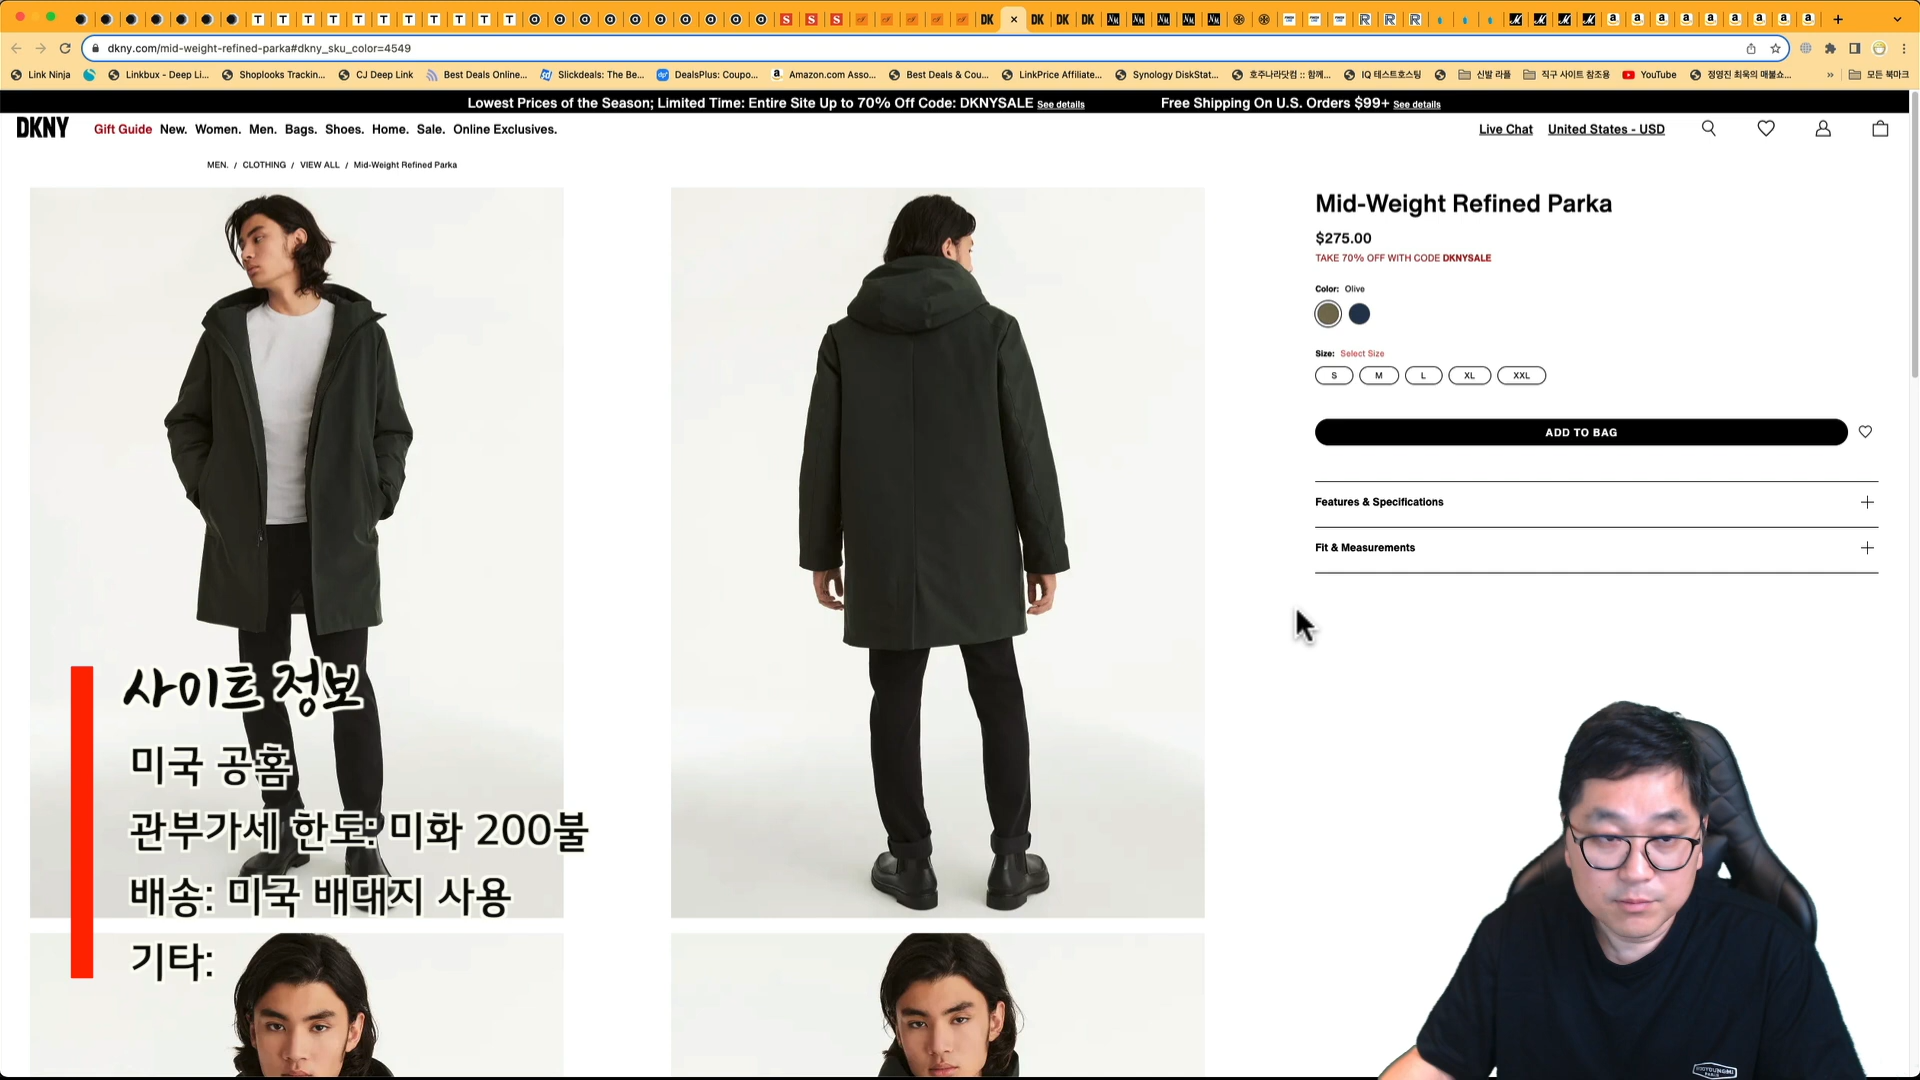 dkny.com/mid-weight-refined-parka#dkny_sku_color=4549
Link Ninja
Linkbux - Deep Li...
Shoplooks Trackin...
CJ Deep Link
Best Deals Online...
Slickdeals: The Be...
DealsPlus: Coupo...
Amazon.com Asso...
Best Deals & Cou...
LinkPrice Affiliate...
Synology DiskStat...
호주나라닷컴 :: 함께...
IQ 테스트호스팅
신발 라플
직구 사이트 참조용
YouTube
정영진 최욱의 매불쇼...
모든 북마크
Lowest Prices of the Season; Limited Time: Entire Site Up to 70% Off Code: DKNYSALE See details
Free Shipping On U.S. Orders $99+ See details
DKNY
Gift Guide New. Women. Men. Bags. Shoes. Home. Sale. Online Exclusives.
Live Chat United States - USD
MEN. / CLOTHING / VIEW ALL / Mid-Weight Refined Parka
Mid-Weight Refined Parka
$275.00
TAKE 70% OFF WITH CODE DKNYSALE
Color: Olive
Size: Select Size
S M L XL XXL
ADD TO BAG
Features & Specifications
Fit & Measurements
사이트 정보
미국 공홈
관부가세 한도: 미화 200불
배송: 미국 배대지 사용
기타: